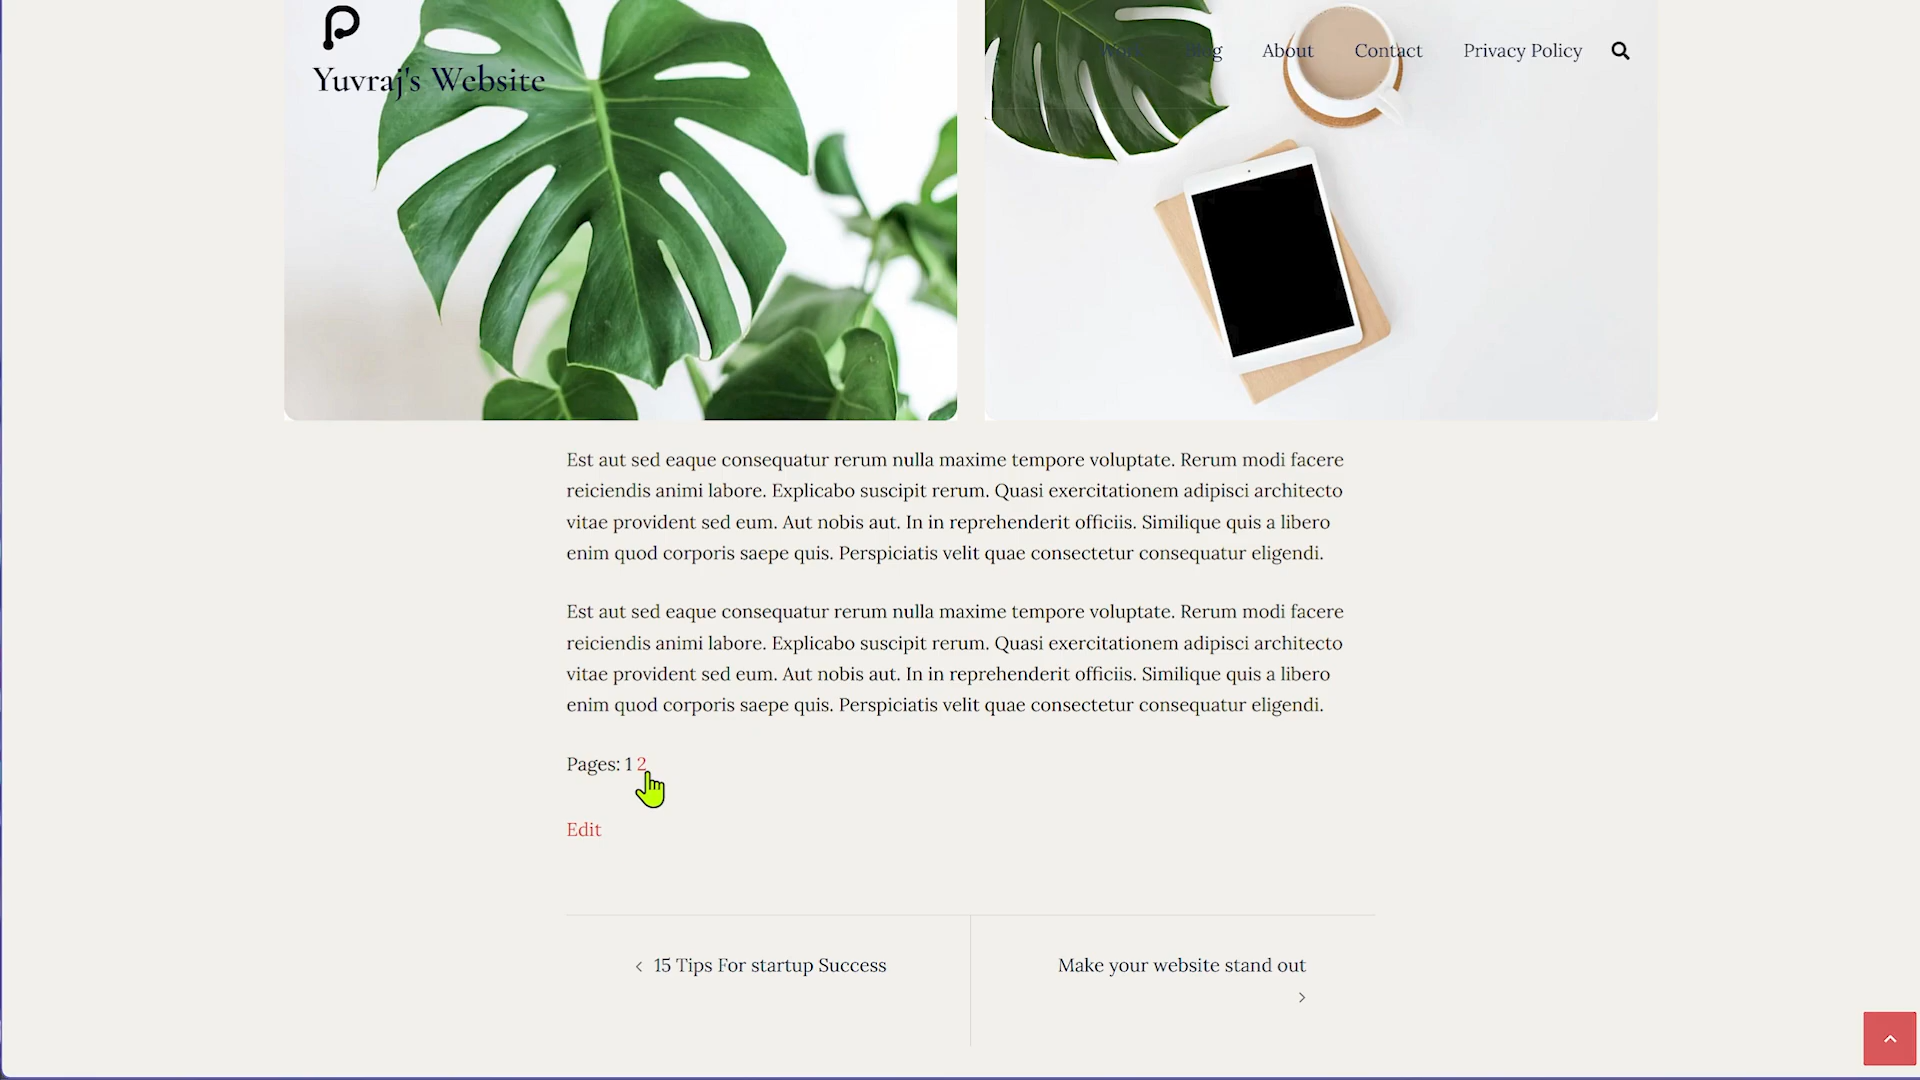 Yuvraj's Website
Blog
About
Contact
Privacy Policy
Est aut sed eaque consequatur rerum nulla maxime tempore voluptate. Rerum modi facere
reiciendis animi labore. Explicabo suscipit rerum. Quasi exercitationem adipisci architecto
vitae provident sed eum. Aut nobis aut. In in reprehenderit officiis. Similique quis a libero
enim quod corporis saepe quis. Perspiciatis velit quae consectetur consequatur eligendi.
Est aut sed eaque consequatur rerum nulla maxime tempore voluptate. Rerum modi facere
reiciendis animi labore. Explicabo suscipit rerum. Quasi exercitationem adipisci architecto
vitae provident sed eum. Aut nobis aut. In in reprehenderit officiis. Similique quis a libero
enim quod corporis saepe quis. Perspiciatis velit quae consectetur consequatur eligendi.
Pages: 1 2
Edit
15 Tips For startup Success
Make your website stand out